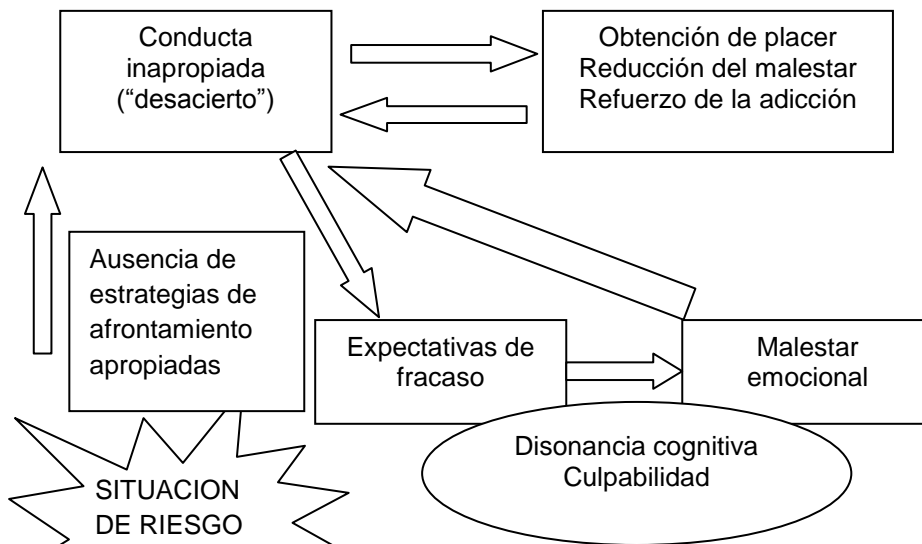 Conducta
inapropiada
(“desacierto”)
Obtención de placer
Reducción del malestar
Refuerzo de la adicción
Ausencia de
estrategias de
afrontamiento
apropiadas
Expectativas de
fracaso
Malestar
emocional
Disonancia cognitiva
Culpabilidad
SITUACION
DE RIESGO